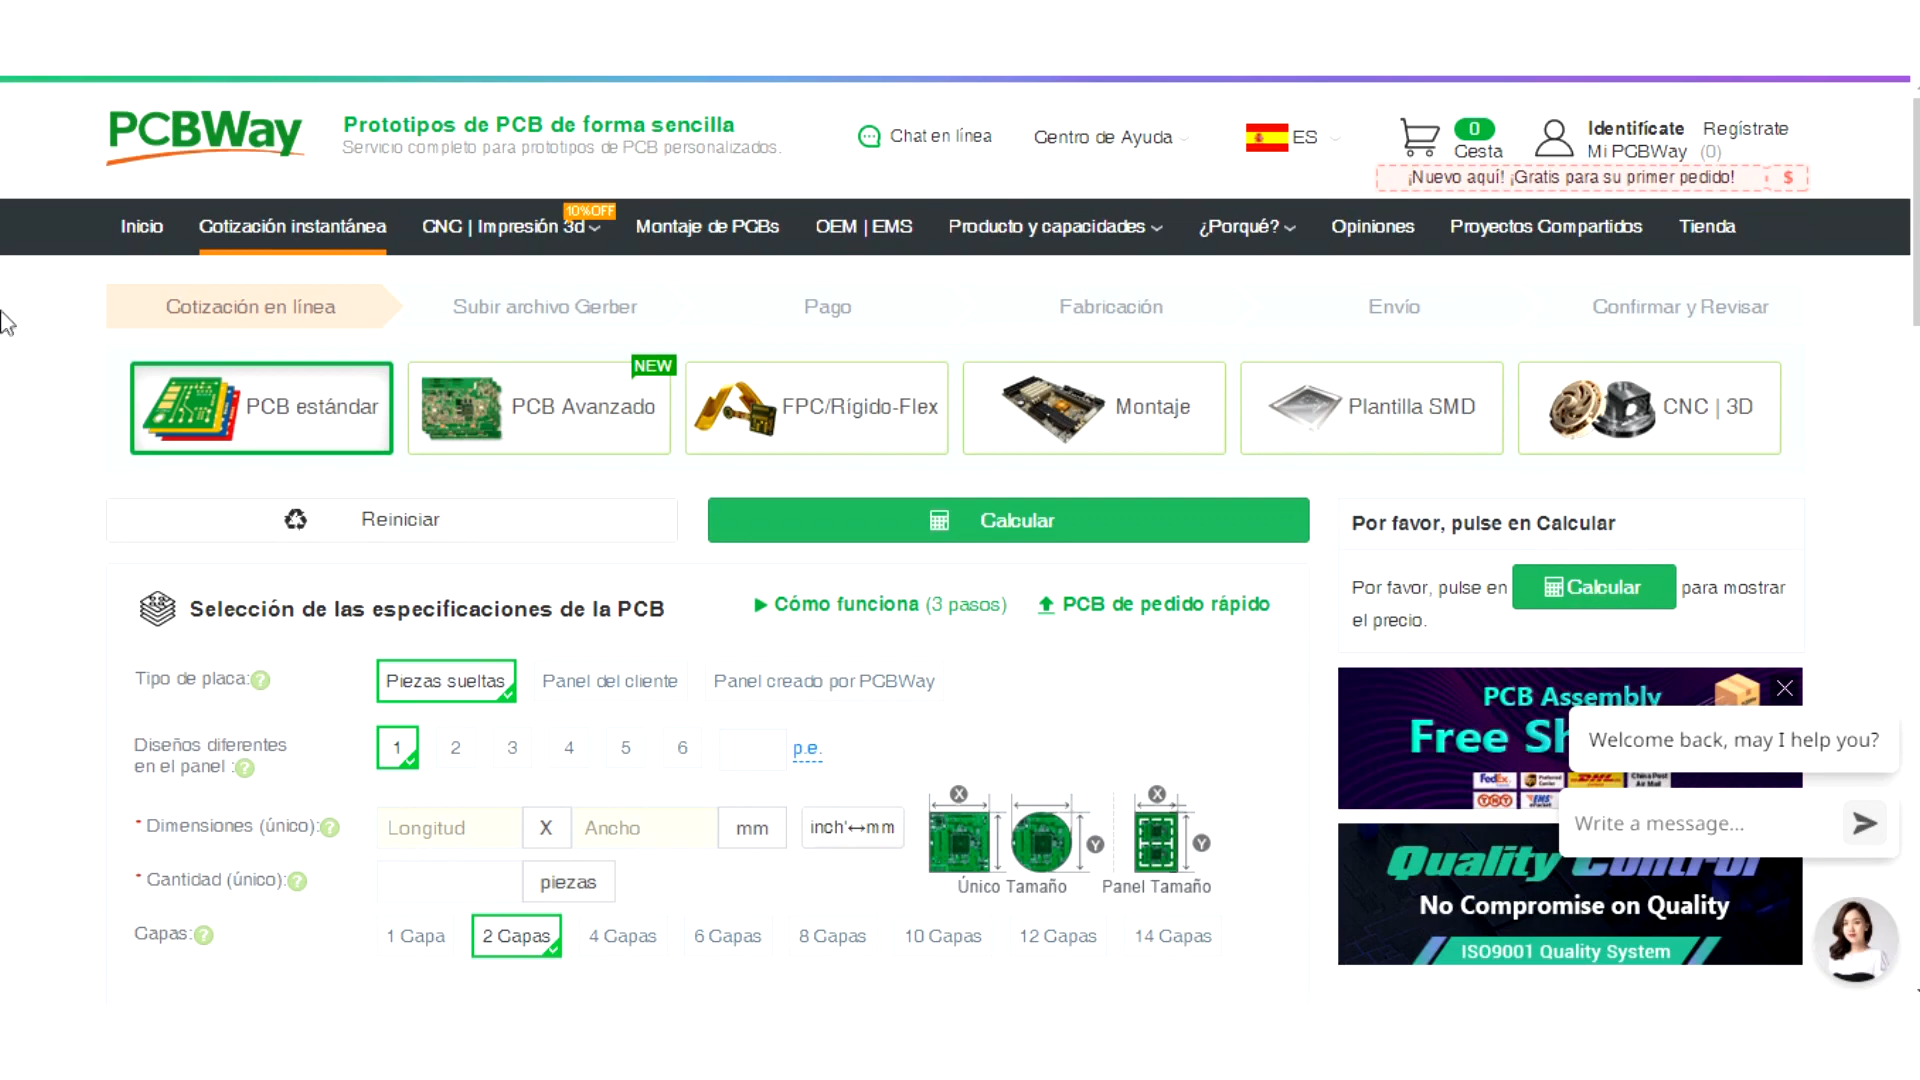 PCBWay
Prototipos de PCB de forma sencilla
Servicio completo para prototipos de PCB personalizados.
Chat en línea
Centro de Ayuda
ES
0
Cesta
Identifícate Regístrate
Mi PCBWay (0)
¡Nuevo aquí! ¡Gratis para su primer pedido! $
Inicio Cotización instantánea CNC | Impresión 3d 10%OFF Montaje de PCBs OEM | EMS Producto y capacidades ¿Porqué? Opiniones Proyectos Compartidos Tienda
Cotización en línea Subir archivo Gerber Pago Fabricación Envío Confirmar y Revisar
NEW
PCB estándar PCB Avanzado FPC/Rígido-Flex Montaje Plantilla SMD CNC | 3D
Reiniciar Calcular
Por favor, pulse en Calcular
Por favor, pulse en Calcular para mostrar
el precio.
Selección de las especificaciones de la PCB Cómo funciona (3 pasos) PCB de pedido rápido
Tipo de placa: ? Piezas sueltas Panel del cliente Panel creado por PCBWay
Diseños diferentes
en el panel : ? 1 2 3 4 5 6 p.e.
* Dimensiones (único): ? Longitud X Ancho mm inch'↔mm
X X
Y Y
Único Tamaño Panel Tamaño
* Cantidad (único): ? piezas
Capas: ? 1 Capa 2 Capas 4 Capas 6 Capas 8 Capas 10 Capas 12 Capas 14 Capas
PCB Assembly
Free Sh
FedEx DHL China Post
Air Mail
TNT EMS
Welcome back, may I help you?
Write a message...
Quality Control
No Compromise on Quality
ISO9001 Quality System